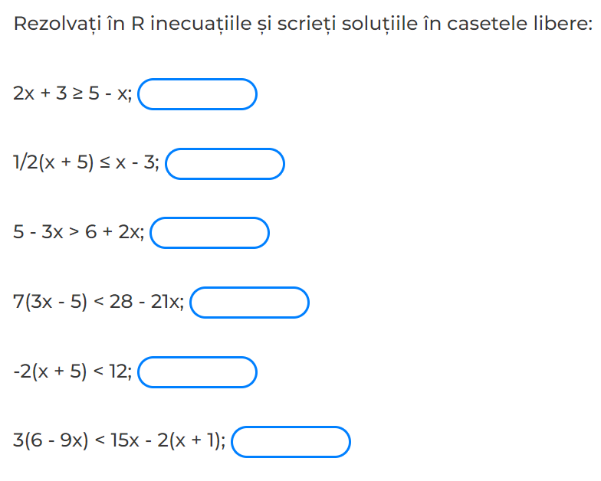 Rezolvați în R inecuațiile și scrieți soluțiile în casetele libere:
2x + 3 ≥ 5 - x;
1/2(x + 5) ≤ x - 3;
5 - 3x > 6 + 2x;
7(3x - 5) < 28 - 21x;
-2(x + 5) < 12;
3(6 - 9x) < 15x - 2(x + 1);